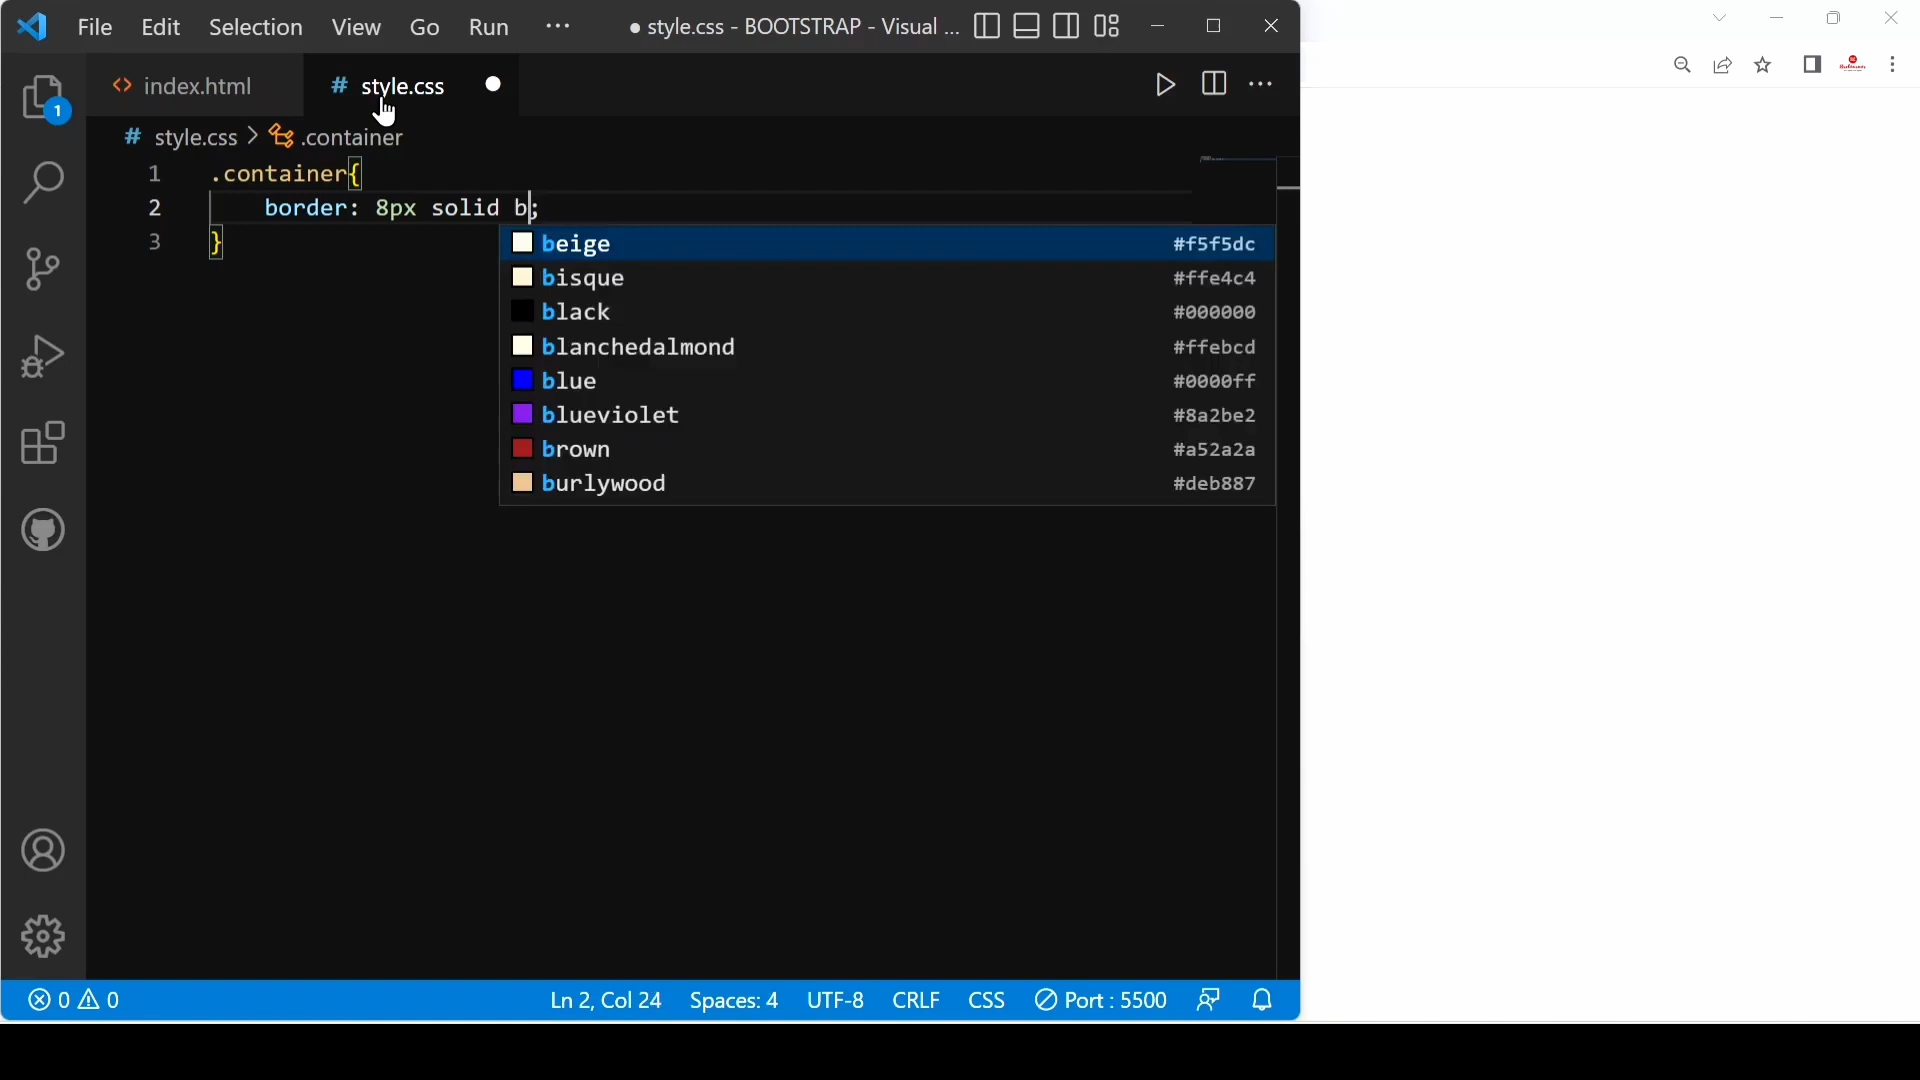 File Edit Selection View Go Run ··· ● style.css - BOOTSTRAP - Visual ...
index.html # style.css
# style.css > .container
1 .container{
2 border: 8px solid b;
3 }
beige #f5f5dc
bisque #ffe4c4
black #000000
blanchedalmond #ffebcd
blue #0000ff
blueviolet #8a2be2
brown #a52a2a
burlywood #deb887
1
0 0 Ln 2, Col 24 Spaces: 4 UTF-8 CRLF CSS Port : 5500